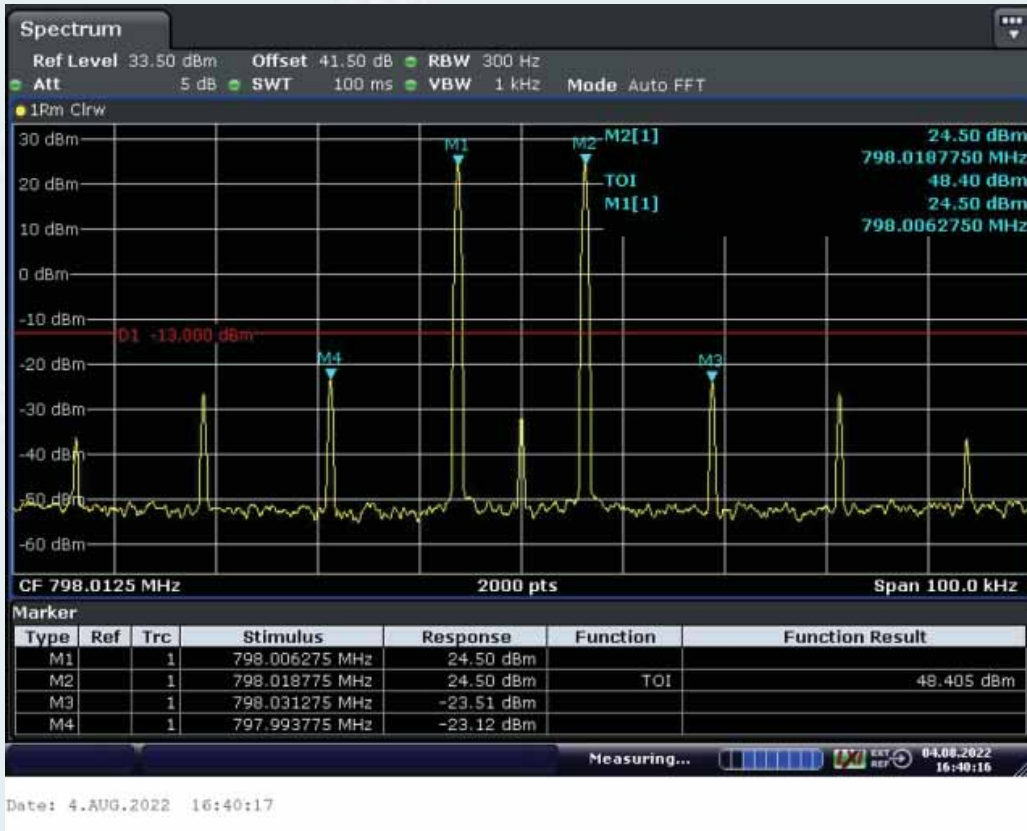 Spectrum
Ref Level 33.50 dBm Offset 41.50 dB RBW 300 Hz
Att 5 dB SWT 100 ms VBW 1 kHz Mode Auto FFT
1Rm Clrw
30 dBm
M1
M2
M2[1] 24.50 dBm
798.0187750 MHz
20 dBm
TOI 48.40 dBm
M1[1] 24.50 dBm
10 dBm
798.0062750 MHz
0 dBm
-10 dBm
D1 -13.000 dBm
-20 dBm
M4
M3
-30 dBm
-40 dBm
-50 dBm
-60 dBm
CF 798.0125 MHz 2000 pts Span 100.0 kHz
Marker
Type Ref Trc Stimulus Response Function Function Result
M1 1 798.006275 MHz 24.50 dBm
M2 1 798.018775 MHz 24.50 dBm TOI 48.405 dBm
M3 1 798.031275 MHz -23.51 dBm
M4 1 797.993775 MHz -23.12 dBm
Measuring... LXI EXT REF 04.08.2022
16:40:16
Date: 4.AUG.2022 16:40:17